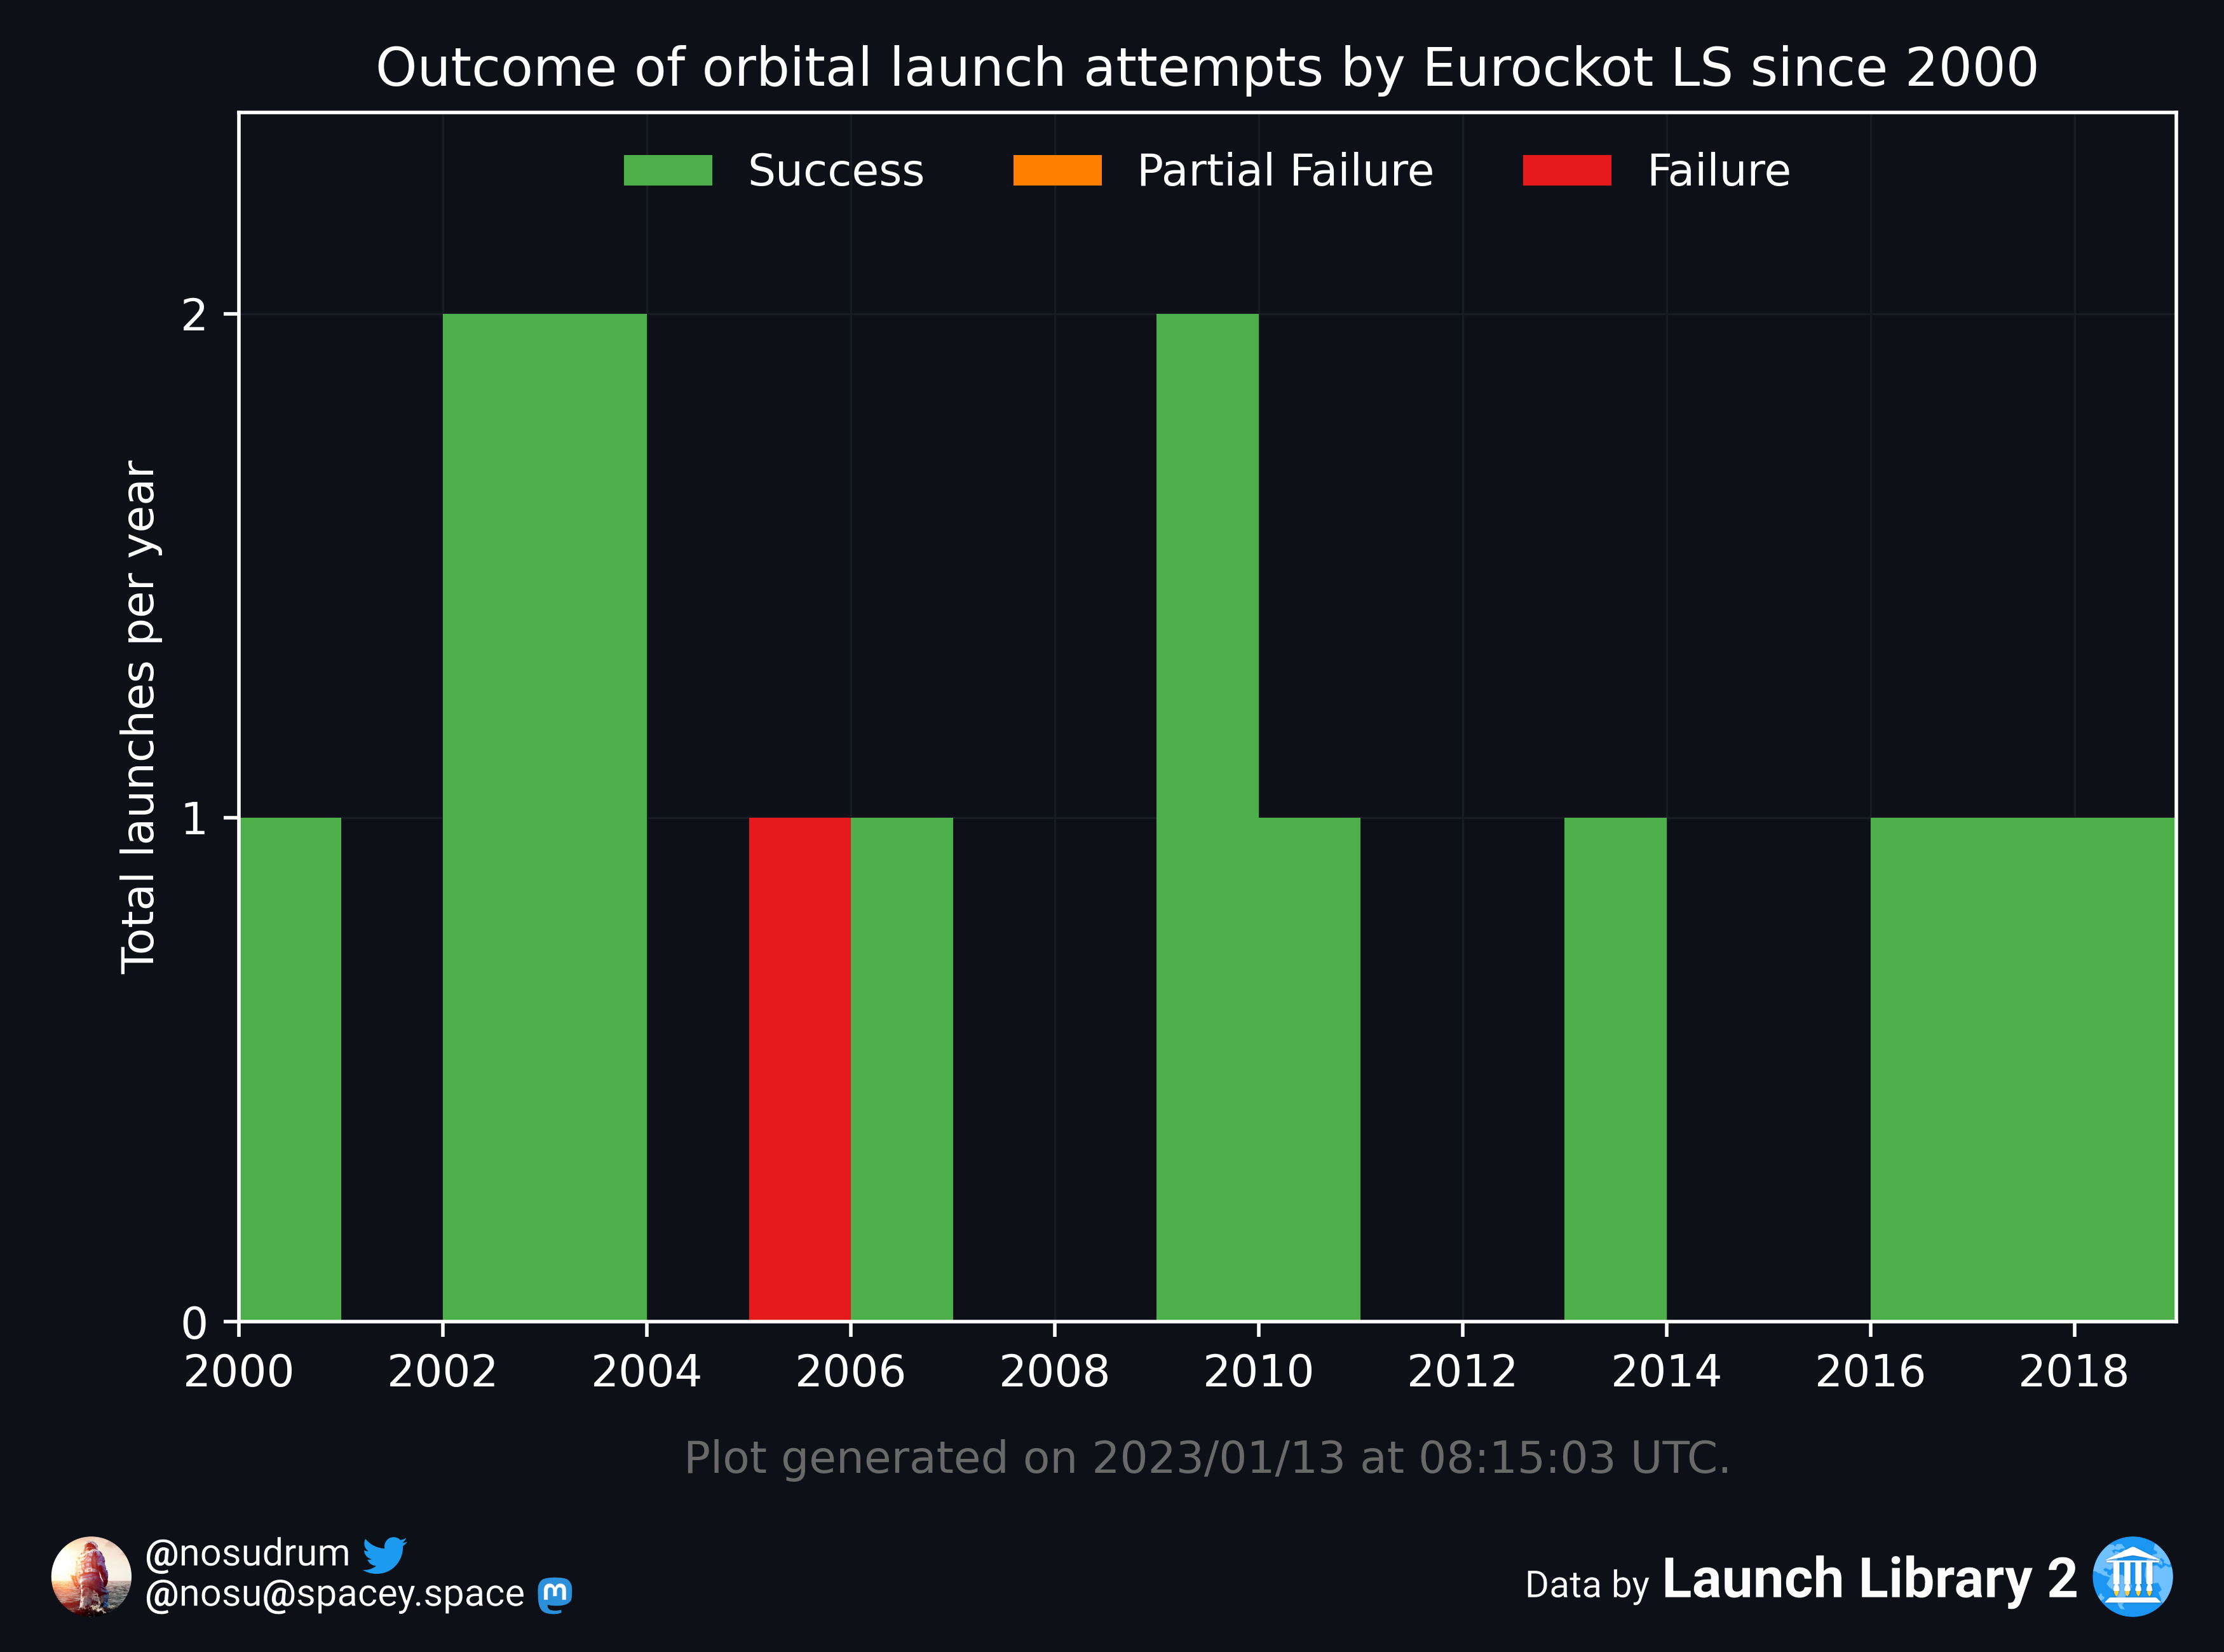 Outcome of orbital launch attempts by Eurockot LS since 2000
Success
Partial Failure
Failure
Total launches per year
2
1
0
2000 2002 2004 2006 2008 2010 2012 2014 2016 2018
Plot generated on 2023/01/13 at 08:15:03 UTC.
@nosudrum
@nosu@spacey.space
Data by Launch Library 2